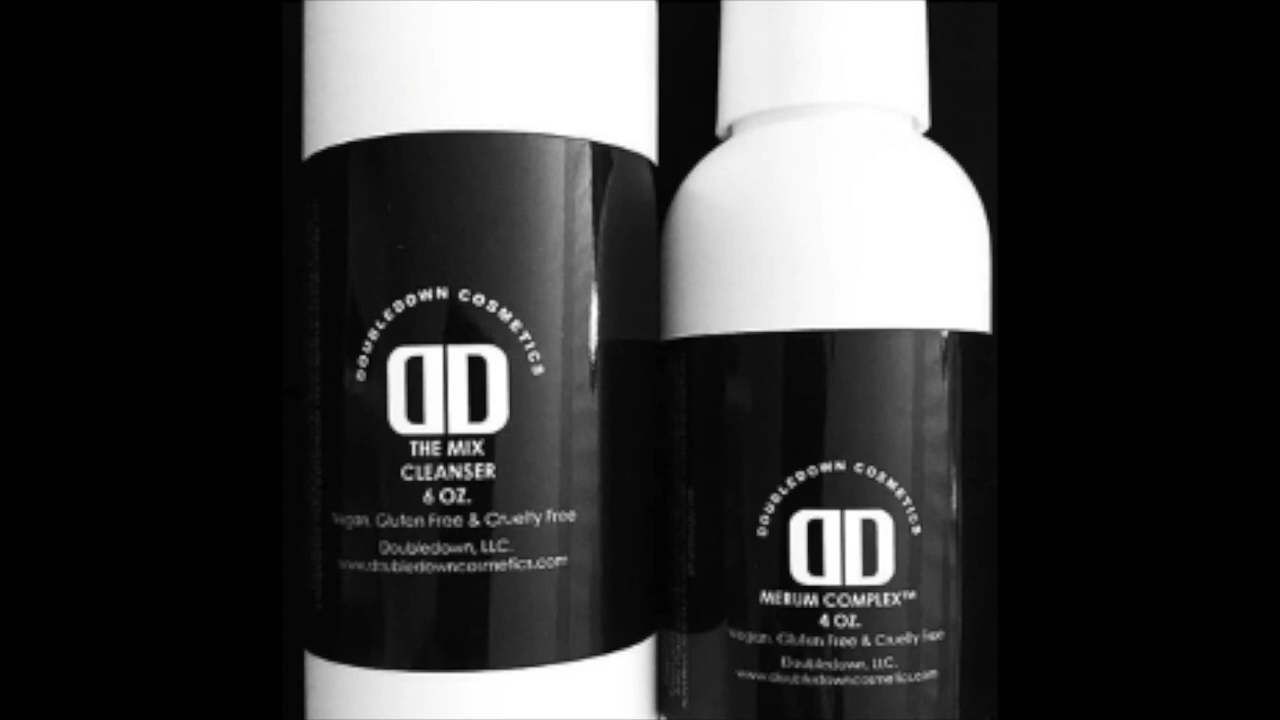 DOUBLEDOWN COSMETICS
DD
THE MIX
CLEANSER
6 OZ.
Vegan, Gluten Free & Cruelty Free
Doubledown, LLC.
www.doubledowncosmetics.com
DOUBLEDOWN COSMETICS
DD
MERUM COMPLEX™
4 OZ.
Vegan, Gluten Free & Cruelty Free
Doubledown, LLC.
www.doubledowncosmetics.com